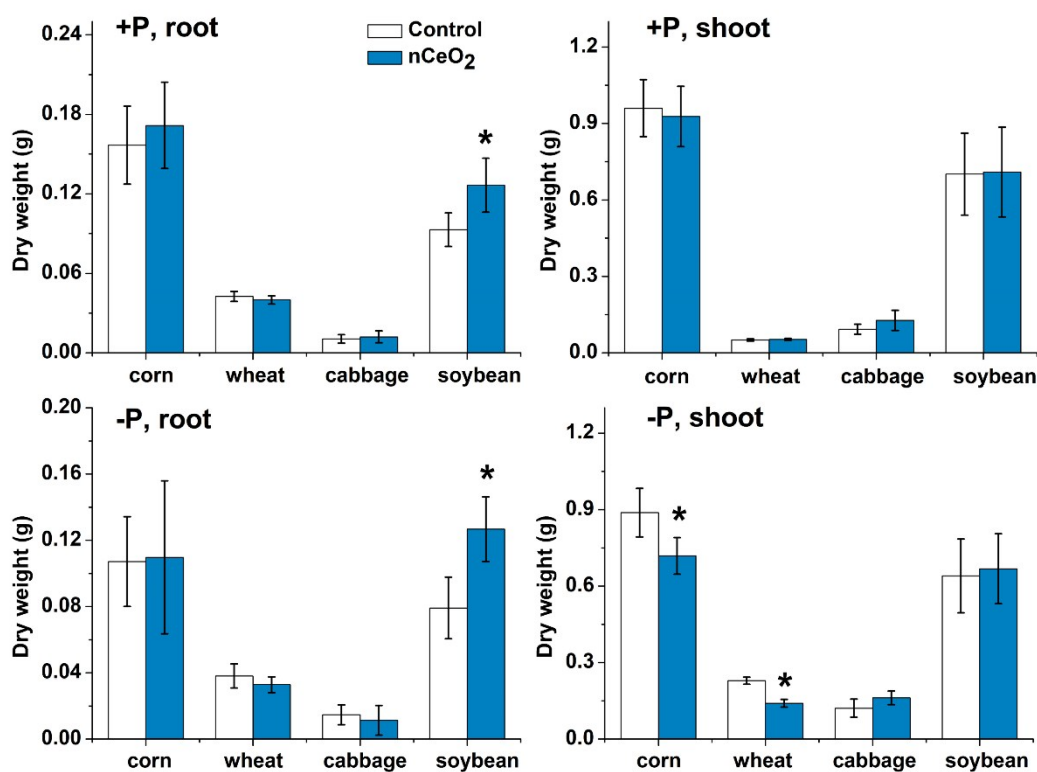 +P, root
Control
nCeO2
Dry weight (g)
0.24
0.18
0.12
0.06
0.00
*
corn wheat cabbage soybean
+P, shoot
Dry weight (g)
1.2
0.9
0.6
0.3
0.0
corn wheat cabbage soybean
-P, root
Dry weight (g)
0.20
0.16
0.12
0.08
0.04
0.00
*
corn wheat cabbage soybean
-P, shoot
Dry weight (g)
1.2
0.9
0.6
0.3
0.0
*
*
corn wheat cabbage soybean